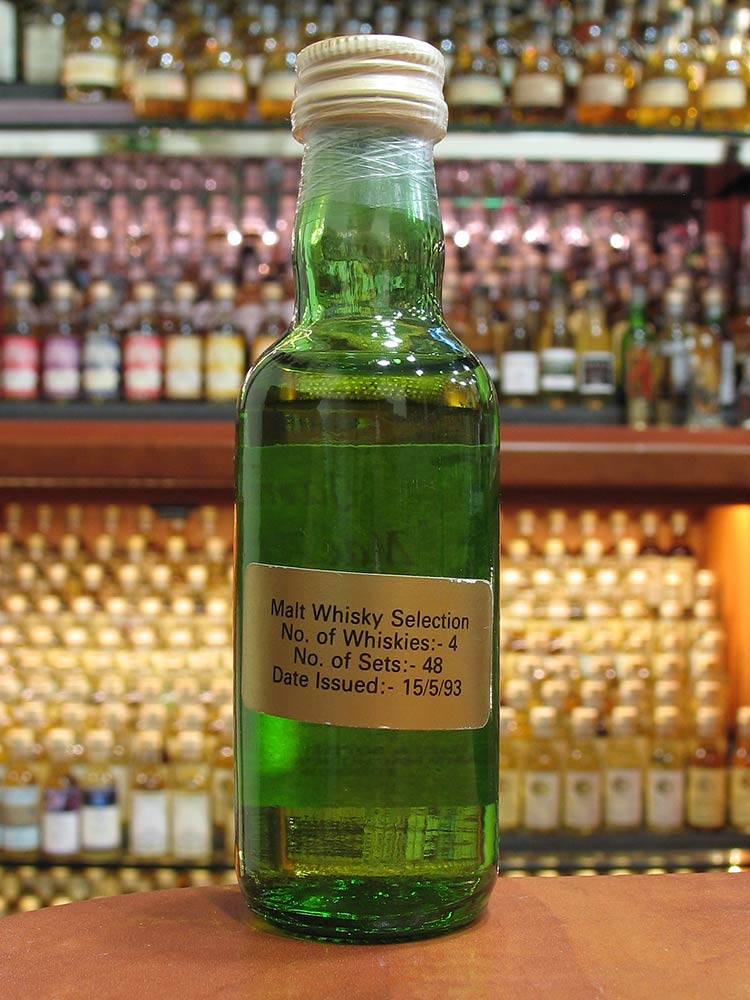 Malt Whisky Selection
No. of Whiskies:- 4
No. of Sets:- 48
Date Issued:- 15/5/93